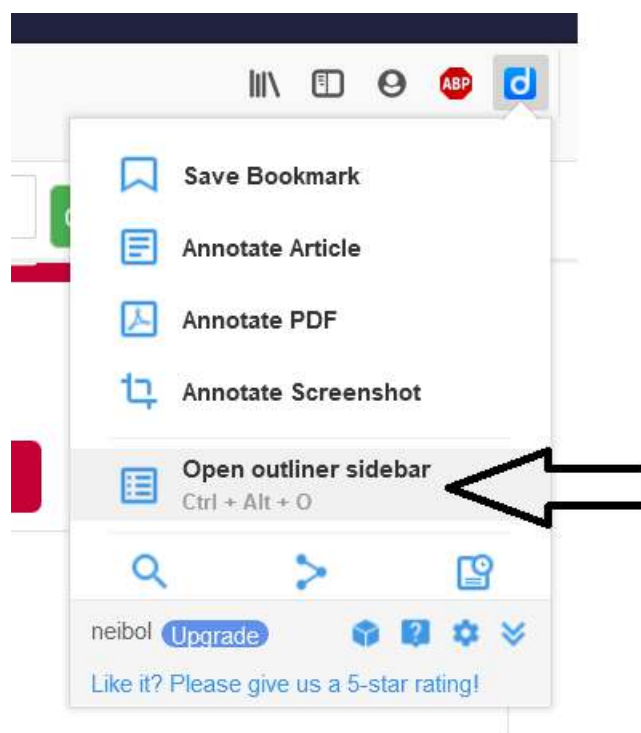 ABP
d
Save Bookmark
Annotate Article
Annotate PDF
Annotate Screenshot
Open outliner sidebar
Ctrl + Alt + O
neibol Upgrade ?
Like it? Please give us a 5-star rating!